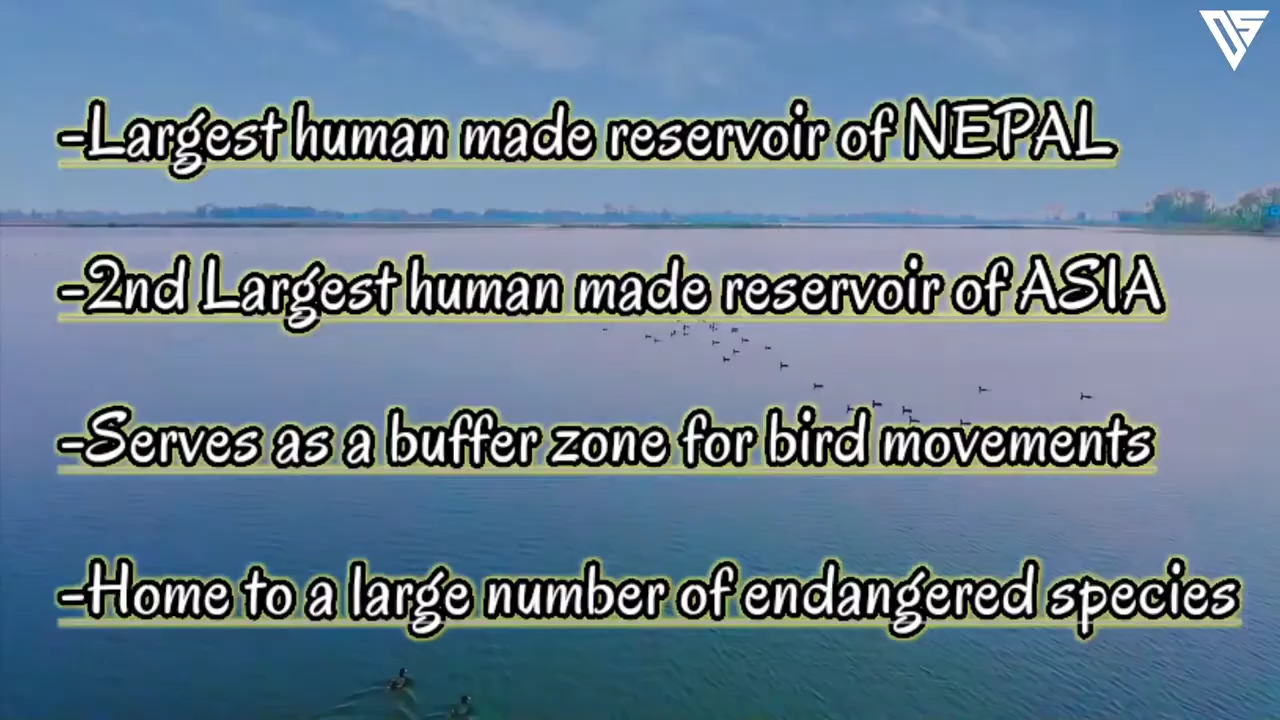 -Largest human made reservoir of NEPAL
-2nd Largest human made reservoir of ASIA
-Serves as a buffer zone for bird movements
-Home to a large number of endangered species